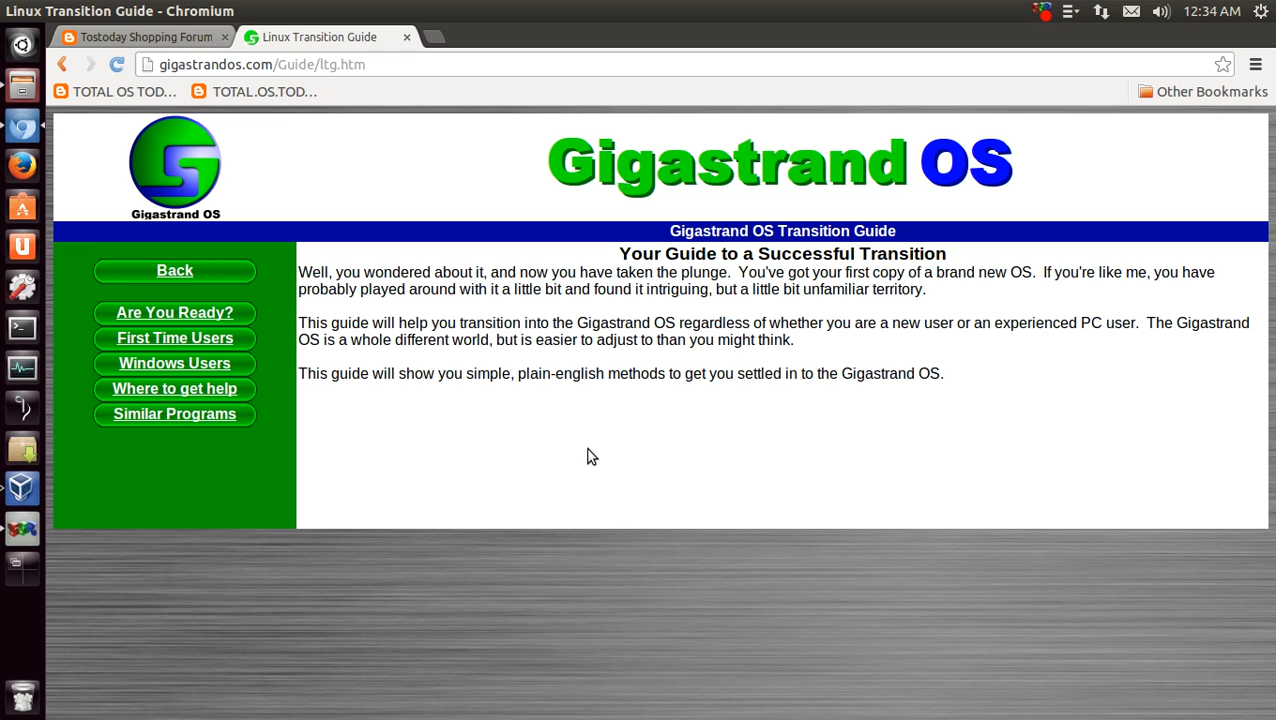 Linux Transition Guide - Chromium
12:34 AM
Tostoday Shopping Forum
Linux Transition Guide
gigastrandos.com/Guide/ltg.htm
TOTAL OS TOD...
TOTAL.OS.TOD...
Other Bookmarks
Gigastrand OS
Gigastrand OS
Gigastrand OS Transition Guide
Back
Are You Ready?
First Time Users
Windows Users
Where to get help
Similar Programs
Your Guide to a Successful Transition
Well, you wondered about it, and now you have taken the plunge. You've got your first copy of a brand new OS. If you're like me, you have
probably played around with it a little bit and found it intriguing, but a little bit unfamiliar territory.
This guide will help you transition into the Gigastrand OS regardless of whether you are a new user or an experienced PC user. The Gigastrand
OS is a whole different world, but is easier to adjust to than you might think.
This guide will show you simple, plain-english methods to get you settled in to the Gigastrand OS.